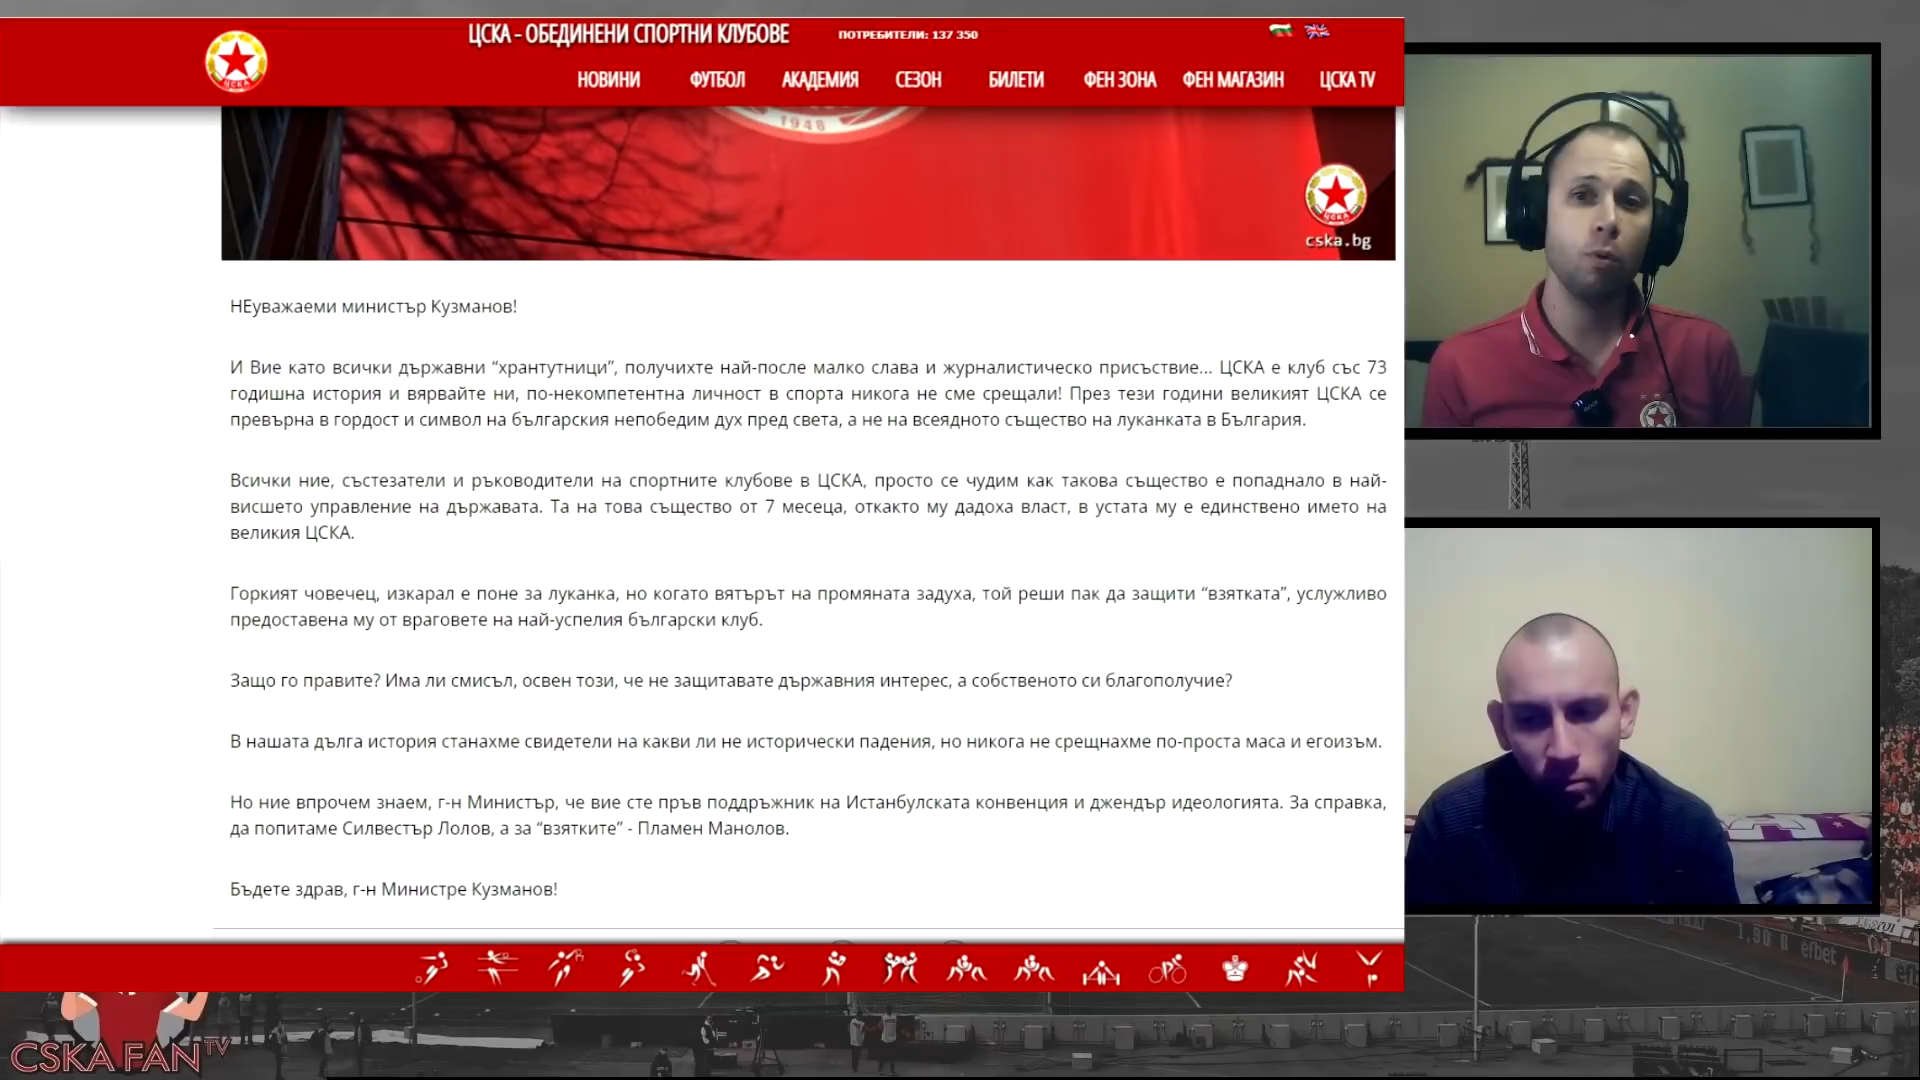 ЦСКА - ОБЕДИНЕНИ СПОРТНИ КЛУБОВЕ
ПОТРЕБИТЕЛИ: 137 350
НОВИНИ ФУТБОЛ АКАДЕМИЯ СЕЗОН БИЛЕТИ ФЕН ЗОНА ФЕН МАГАЗИН ЦСКА TV
1948
ЦСКА
cska.bg
НЕуважаеми министър Кузманов!
И Вие като всички държавни “хрантутници”, получихте най-после малко слава и журналистическо присъствие... ЦСКА е клуб със 73
годишна история и вярвайте ни, по-некомпетентна личност в спорта никога не сме срещали! През тези години великият ЦСКА се
превърна в гордост и символ на българския непобедим дух пред света, а не на всеядното същество на луканката в България.
Всички ние, състезатели и ръководители на спортните клубове в ЦСКА, просто се чудим как такова същество е попаднало в най-
висшето управление на държавата. Та на това същество от 7 месеца, откакто му дадоха власт, в устата му е единствено името на
великия ЦСКА.
Горкият човечец, изкарал е поне за луканка, но когато вятърът на промяната задуха, той реши пак да защити “взятката”, услужливо
предоставена му от враговете на най-успелия български клуб.
Защо го правите? Има ли смисъл, освен този, че не защитавате държавния интерес, а собственото си благополучие?
В нашата дълга история станахме свидетели на какви ли не исторически падения, но никога не срещнахме по-проста маса и егоизъм.
Но ние впрочем знаем, г-н Министър, че вие сте пръв поддръжник на Истанбулската конвенция и джендър идеологията. За справка,
да попитаме Силвестър Лолов, а за “взятките” - Пламен Манолов.
Бъдете здрав, г-н Министре Кузманов!
1,90 8 efbet
CSKA FAN TV